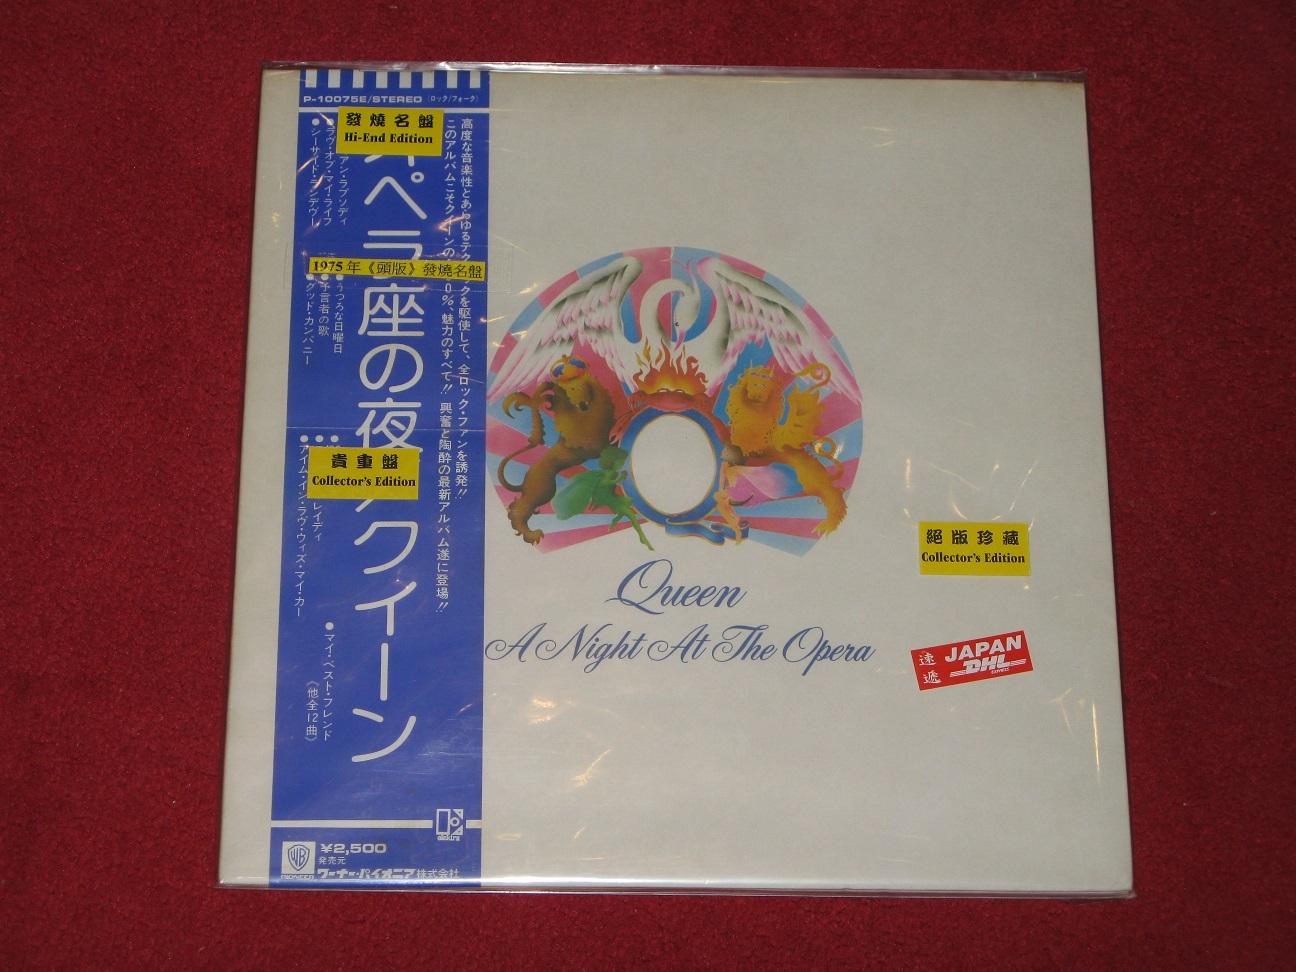 P-10075E/STEREO (ロック/フォーク)
發燒名盤
Hi-End Edition
高度な音楽性とあらゆるテク
クを駆使して、全ロック・ファンを誘発!!
このアルバムこそクイーンの
0%、魅力のすべて!! 興奮と陶酔の最新アルバム遂に登場!!
ペラ座の夜
クイーン
アン・ラプソディ
●ラヴ・オブ・マイ・ライフ
●シーサイド・ランデヴー
1975年《頭版》發燒名盤
●うつろな日曜日
●予言者の歌
●グッド・カンパニー
貴重盤
Collector's Edition
レイディ
●アイム・イン・ラヴ・ウィズ・マイ・カー
●マイ・ベスト・フレンド
《他全12曲》
elektra
WB
PIONEER
¥2,500
発売元
ワーナー・パイオニア株式会社
Queen
A Night At The Opera
絕版珍藏
Collector's Edition
速遞
JAPAN
DHL
EXPRESS